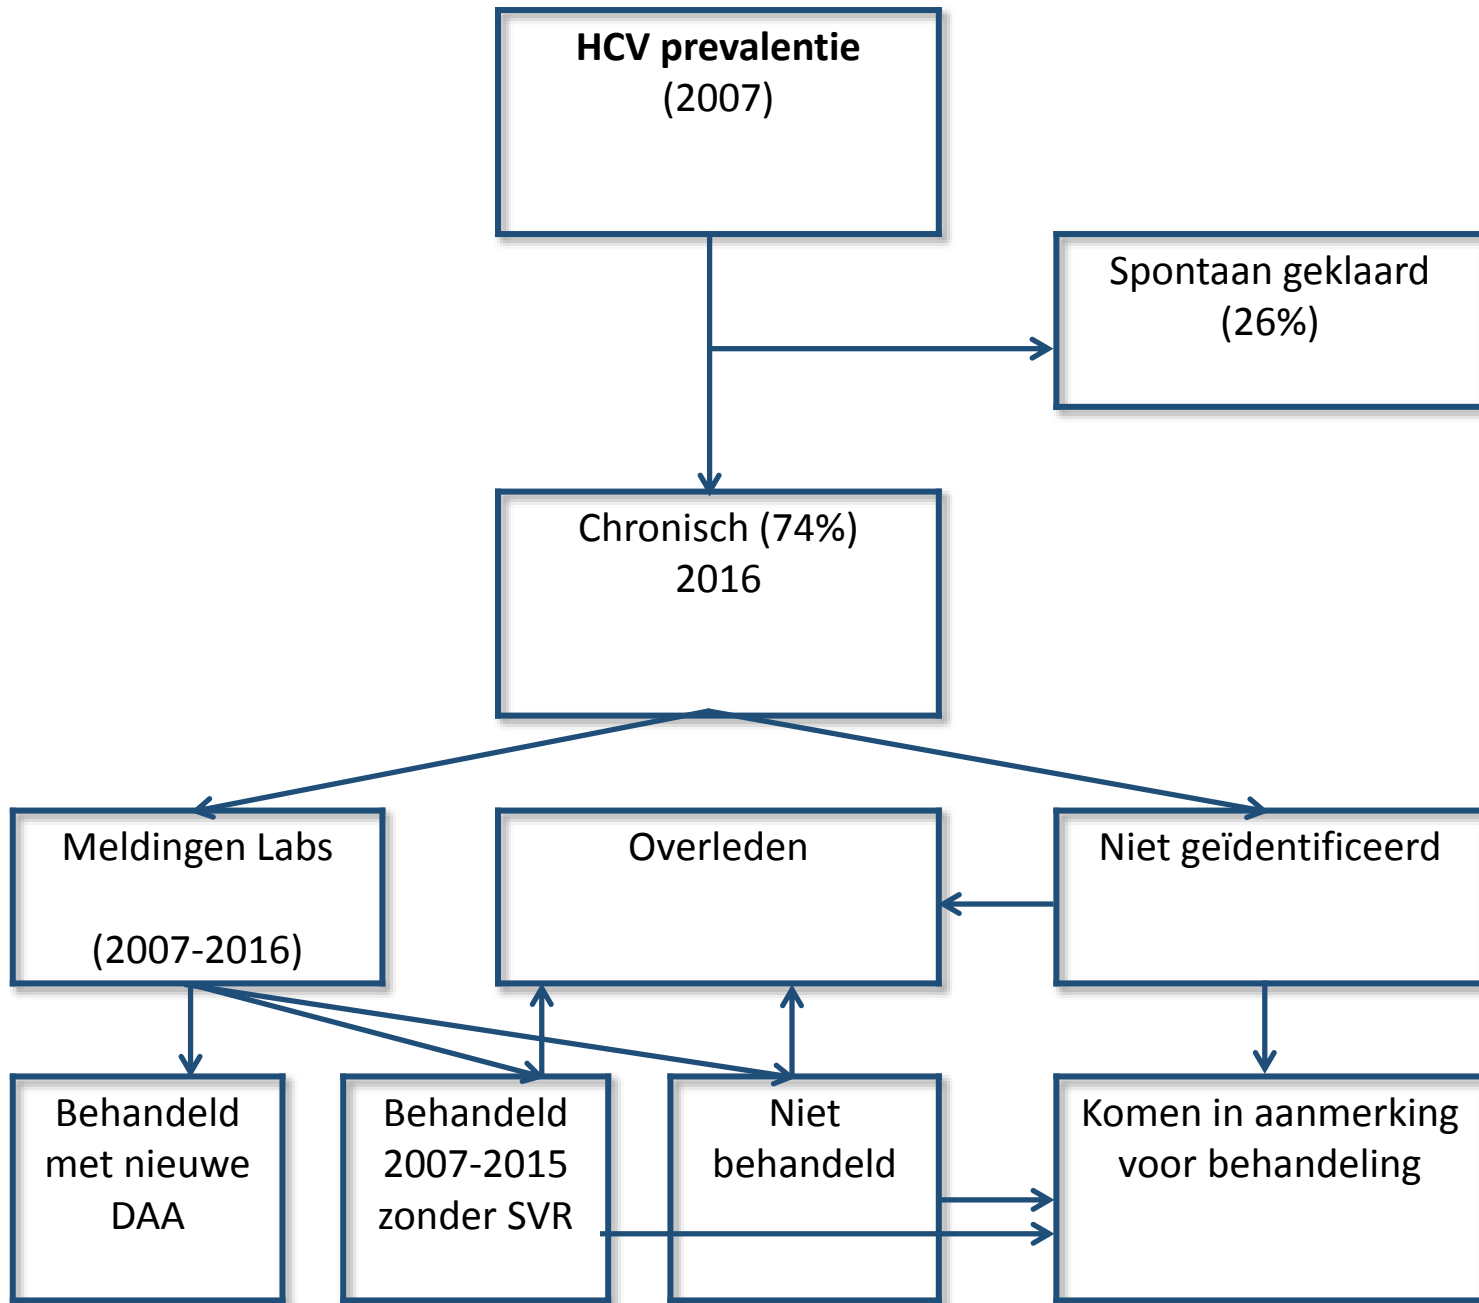 HCV prevalentie
(2007)
Spontaan geklaard
(26%)
Chronisch (74%)
2016
Meldingen Labs
(2007-2016)
Overleden
Niet geïdentificeerd
Behandeld
met nieuwe
DAA
Behandeld
2007-2015
zonder SVR
Niet
behandeld
Komen in aanmerking
voor behandeling